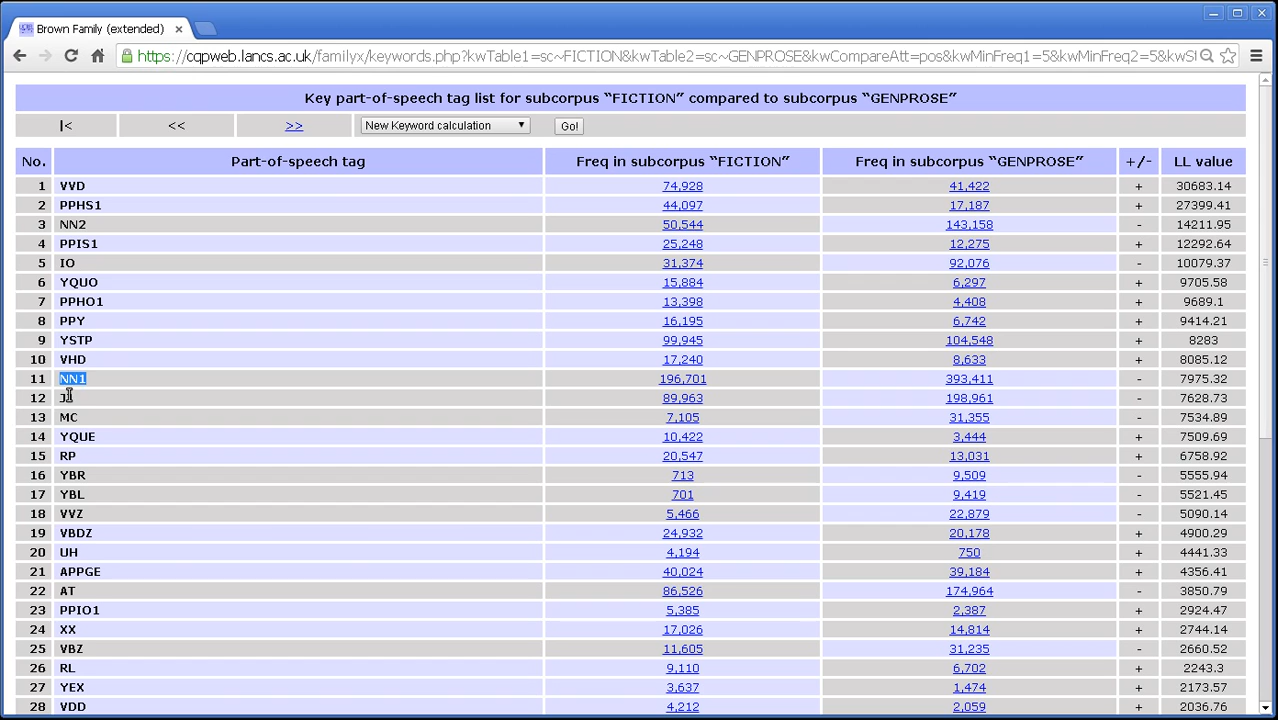 Brown Family (extended)
https://cqpweb.lancs.ac.uk/familyx/keywords.php?kwTable1=sc~FICTION&kwTable2=sc~GENPROSE&kwCompareAtt=pos&kwMinFreq1=5&kwMinFreq2=5&kwSt
Key part-of-speech tag list for subcorpus “FICTION” compared to subcorpus “GENPROSE”
|< << >> New Keyword calculation Go!
No. Part-of-speech tag Freq in subcorpus “FICTION” Freq in subcorpus “GENPROSE” +/- LL value
1 VVD 74,928 41,422 + 30683.14
2 PPHS1 44,097 17,187 + 27399.41
3 NN2 50,544 143,158 - 14211.95
4 PPIS1 25,248 12,275 + 12292.64
5 IO 31,374 92,076 - 10079.37
6 YQUO 15,884 6,297 + 9705.58
7 PPHO1 13,398 4,408 + 9689.1
8 PPY 16,195 6,742 + 9414.21
9 YSTP 99,945 104,548 + 8283
10 VHD 17,240 8,633 + 8085.12
11 NN1 196,701 393,411 - 7975.32
12 JJ 89,963 198,961 - 7628.73
13 MC 7,105 31,355 - 7534.89
14 YQUE 10,422 3,444 + 7509.69
15 RP 20,547 13,031 + 6758.92
16 YBR 713 9,509 - 5555.94
17 YBL 701 9,419 - 5521.45
18 VVZ 5,466 22,879 - 5090.14
19 VBDZ 24,932 20,178 + 4900.29
20 UH 4,194 750 + 4441.33
21 APPGE 40,024 39,184 + 4356.41
22 AT 86,526 174,964 - 3850.79
23 PPIO1 5,385 2,387 + 2924.47
24 XX 17,026 14,814 + 2744.14
25 VBZ 11,605 31,235 - 2660.52
26 RL 9,110 6,702 + 2243.3
27 YEX 3,637 1,474 + 2173.57
28 VDD 4,212 2,059 + 2036.76